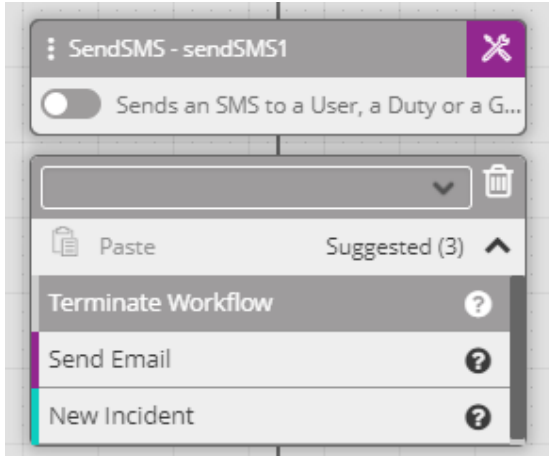 SendSMS - sendSMS1
Sends an SMS to a User, a Duty or a G...
Paste Suggested (3)
Terminate Workflow ?
Send Email ?
New Incident ?